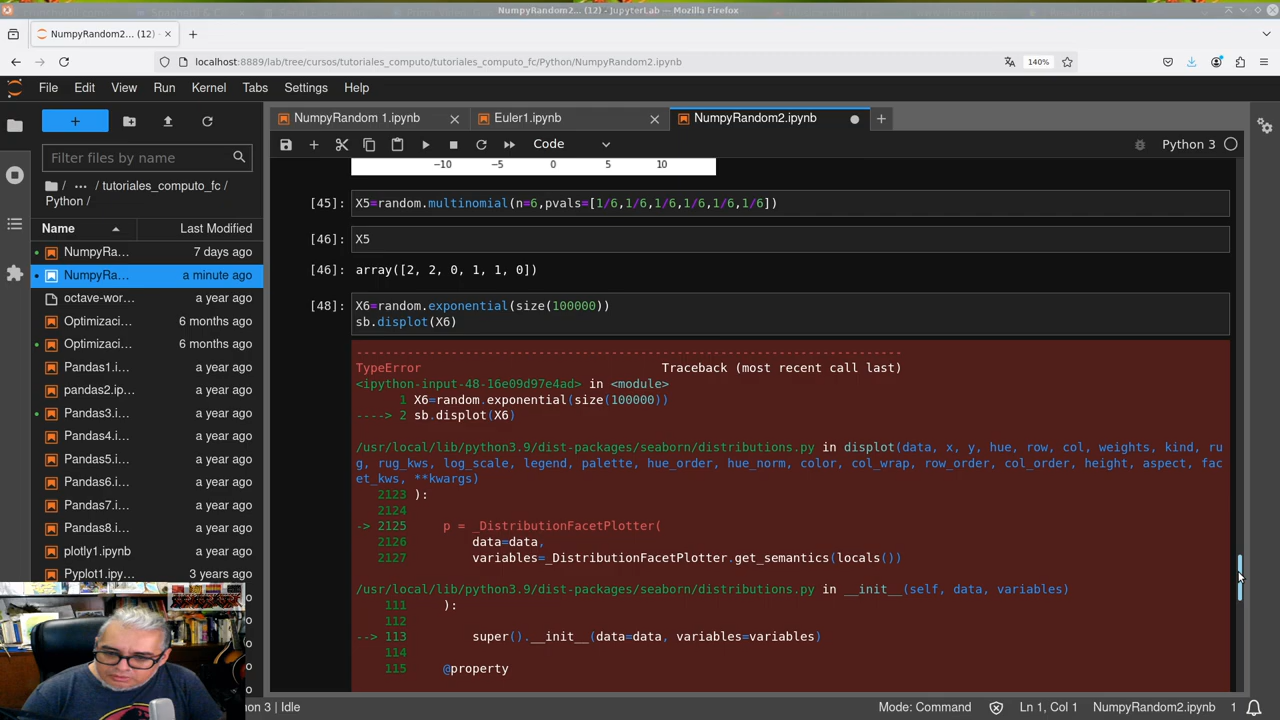 NumpyRandom2... (12) - JupyterLab — Mozilla Firefox
NumpyRandom2... (12)
localhost:8889/lab/tree/cursos/tutoriales_computo/tutoriales_computo_fc/Python/NumpyRandom2.ipynb
140%
File Edit View Run Kernel Tabs Settings Help
NumpyRandom 1.ipynb
Euler1.ipynb
NumpyRandom2.ipynb
Code
Python 3
Filter files by name
/ ... / tutoriales_computo_fc /
Python /
Name Last Modified
NumpyRa... 7 days ago
NumpyRa... a minute ago
octave-wor... a year ago
Optimizaci... 6 months ago
Optimizaci... 6 months ago
Pandas1.i... a year ago
pandas2.ip... a year ago
Pandas3.i... a year ago
Pandas4.i... a year ago
Pandas5.i... a year ago
Pandas6.i... a year ago
Pandas7.i... a year ago
Pandas8.i... a year ago
plotly1.ipynb a year ago
Pyplot1.ipy... 3 years ago
−10 −5 0 5 10
[45]: X5=random.multinomial(n=6,pvals=[1/6,1/6,1/6,1/6,1/6,1/6])
[46]: X5
[46]: array([2, 2, 0, 1, 1, 0])
[48]: X6=random.exponential(size(100000))
sb.displot(X6)
---------------------------------------------------------------------------
TypeError Traceback (most recent call last)
<ipython-input-48-16e09d97e4ad> in <module>
1 X6=random.exponential(size(100000))
----> 2 sb.displot(X6)
/usr/local/lib/python3.9/dist-packages/seaborn/distributions.py in displot(data, x, y, hue, row, col, weights, kind, ru
g, rug_kws, log_scale, legend, palette, hue_order, hue_norm, color, col_wrap, row_order, col_order, height, aspect, fac
et_kws, **kwargs)
2123 ):
2124
-> 2125 p = _DistributionFacetPlotter(
2126 data=data,
2127 variables=_DistributionFacetPlotter.get_semantics(locals())
/usr/local/lib/python3.9/dist-packages/seaborn/distributions.py in __init__(self, data, variables)
111 ):
112
--> 113 super().__init__(data=data, variables=variables)
114
115 @property
3 | Idle
Mode: Command
Ln 1, Col 1
NumpyRandom2.ipynb
1